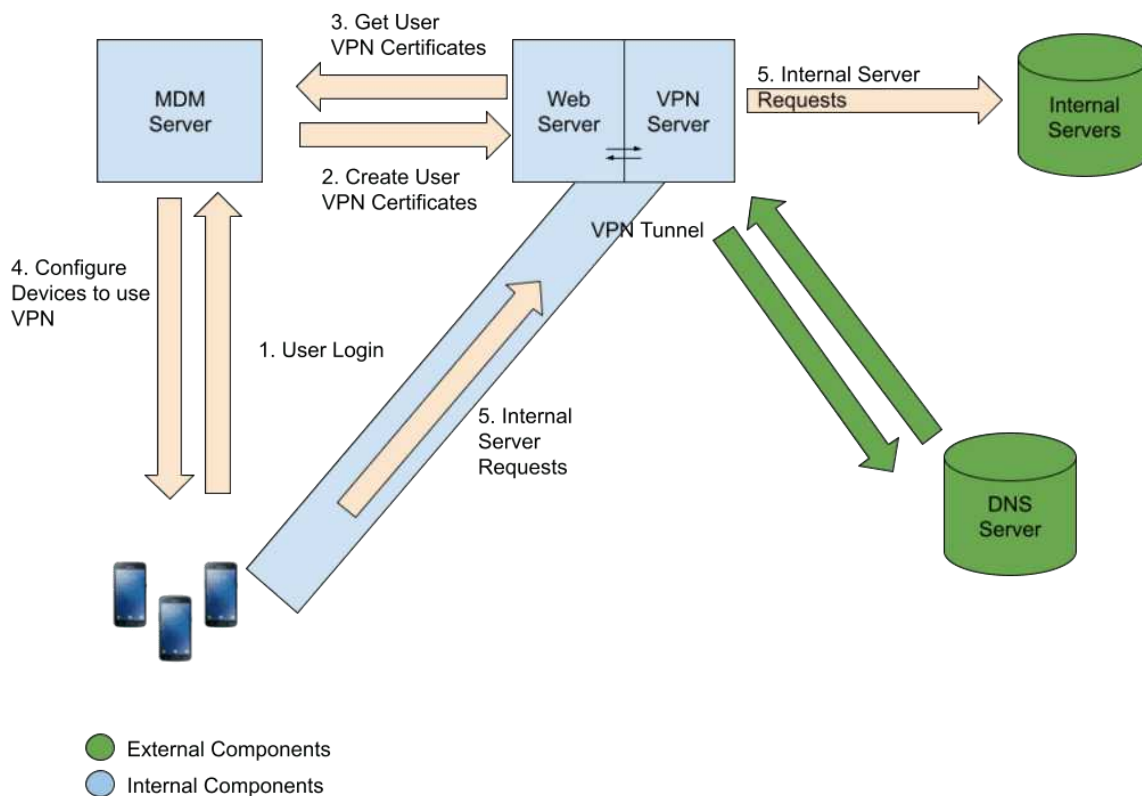 3. Get User
VPN Certificates
MDM
Server
Web
Server
VPN
Server
5. Internal Server
Requests
Internal
Servers
2. Create User
VPN Certificates
VPN Tunnel
4. Configure
Devices to use
VPN
1. User Login
5. Internal
Server
Requests
DNS
Server
External Components
Internal Components